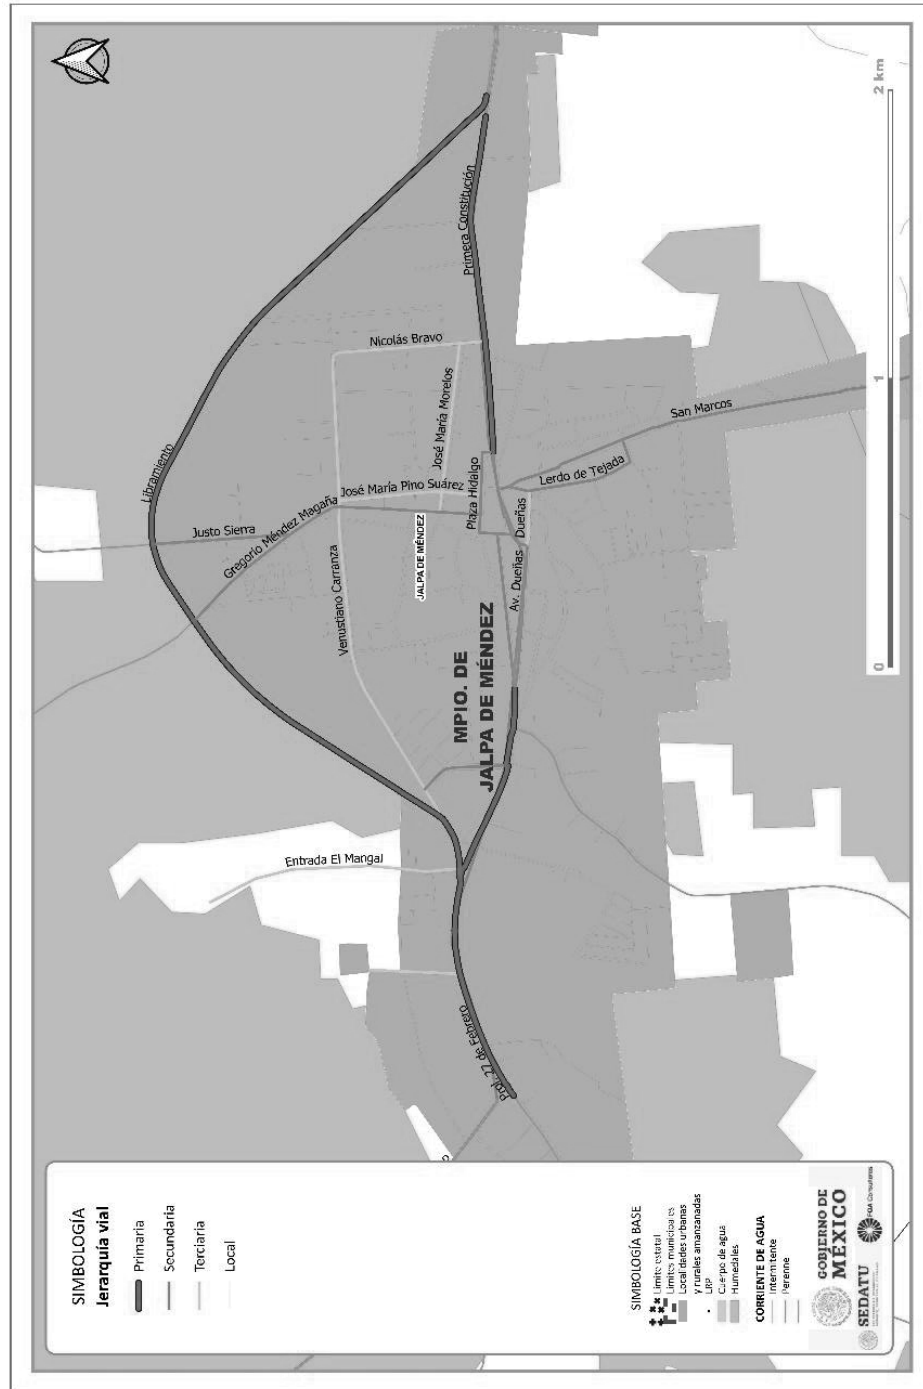 Libramiento
Primera Constitución
Nicolás Bravo
José María Morelos
San Marcos
Lerdo de Tejada
José María Pino Suárez
Plaza Hidalgo
Dueñas
Av. Dueñas
Justo Sierra
Gregorio Méndez Magaña
Venustiano Carranza
JALPA DE MÉNDEZ
MPIO. DE
JALPA DE MÉNDEZ
Entrada El Mangal
Prol. 27 de Febrero
0
1
2 km
SIMBOLOGÍA
Jerarquía vial
Primaria
Secundaria
Terciaria
Local
SIMBOLOGÍA BASE
Límite estatal
Límites municipales
Localidades urbanas
y rurales amanzanadas
LRP
Cuerpo de agua
Humedales
CORRIENTE DE AGUA
Intermitente
Perenne
SEDATU
GOBIERNO DE
MÉXICO
PGA Consultores